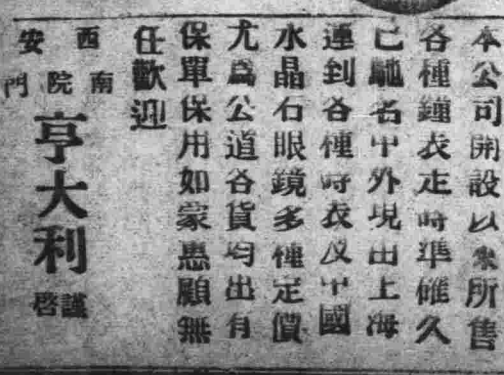 本公司開設以來所售
各種鐘表走時準確久
已馳名中外現由上海
運到各種時表及中國
水晶石眼鏡多種定價
尤爲公道各貨均出有
保單保用如蒙惠顧無
任歡迎
西安
南院門
亨大利
謹啓